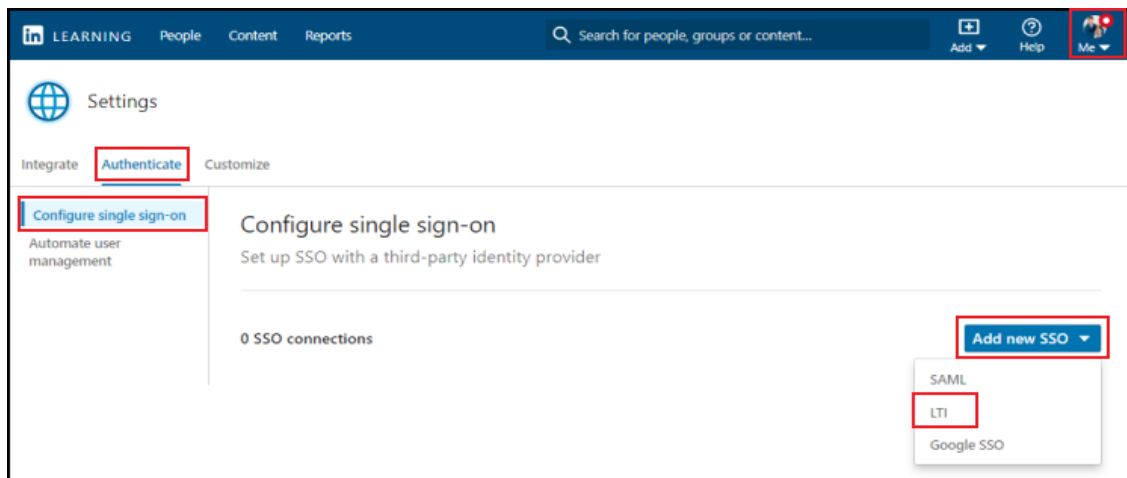 in LEARNING People Content Reports Search for people, groups or content... Add Help Me
Settings
Integrate Authenticate Customize
Configure single sign-on
Automate user
management
Configure single sign-on
Set up SSO with a third-party identity provider
0 SSO connections
Add new SSO
SAML
LTI
Google SSO